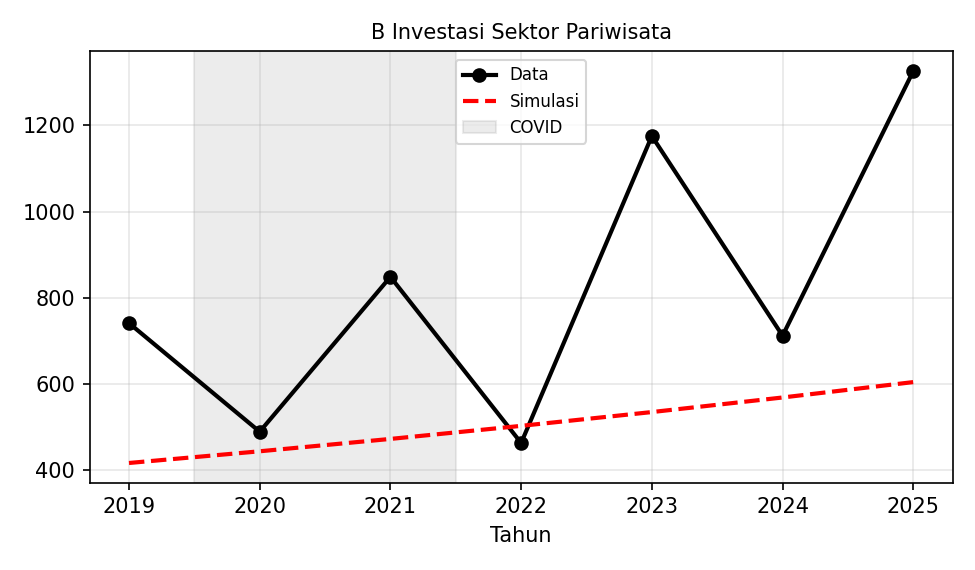 B Investasi Sektor Pariwisata
Data
Simulasi
COVID
1200
1000
800
600
400
2019 2020 2021 2022 2023 2024 2025
Tahun